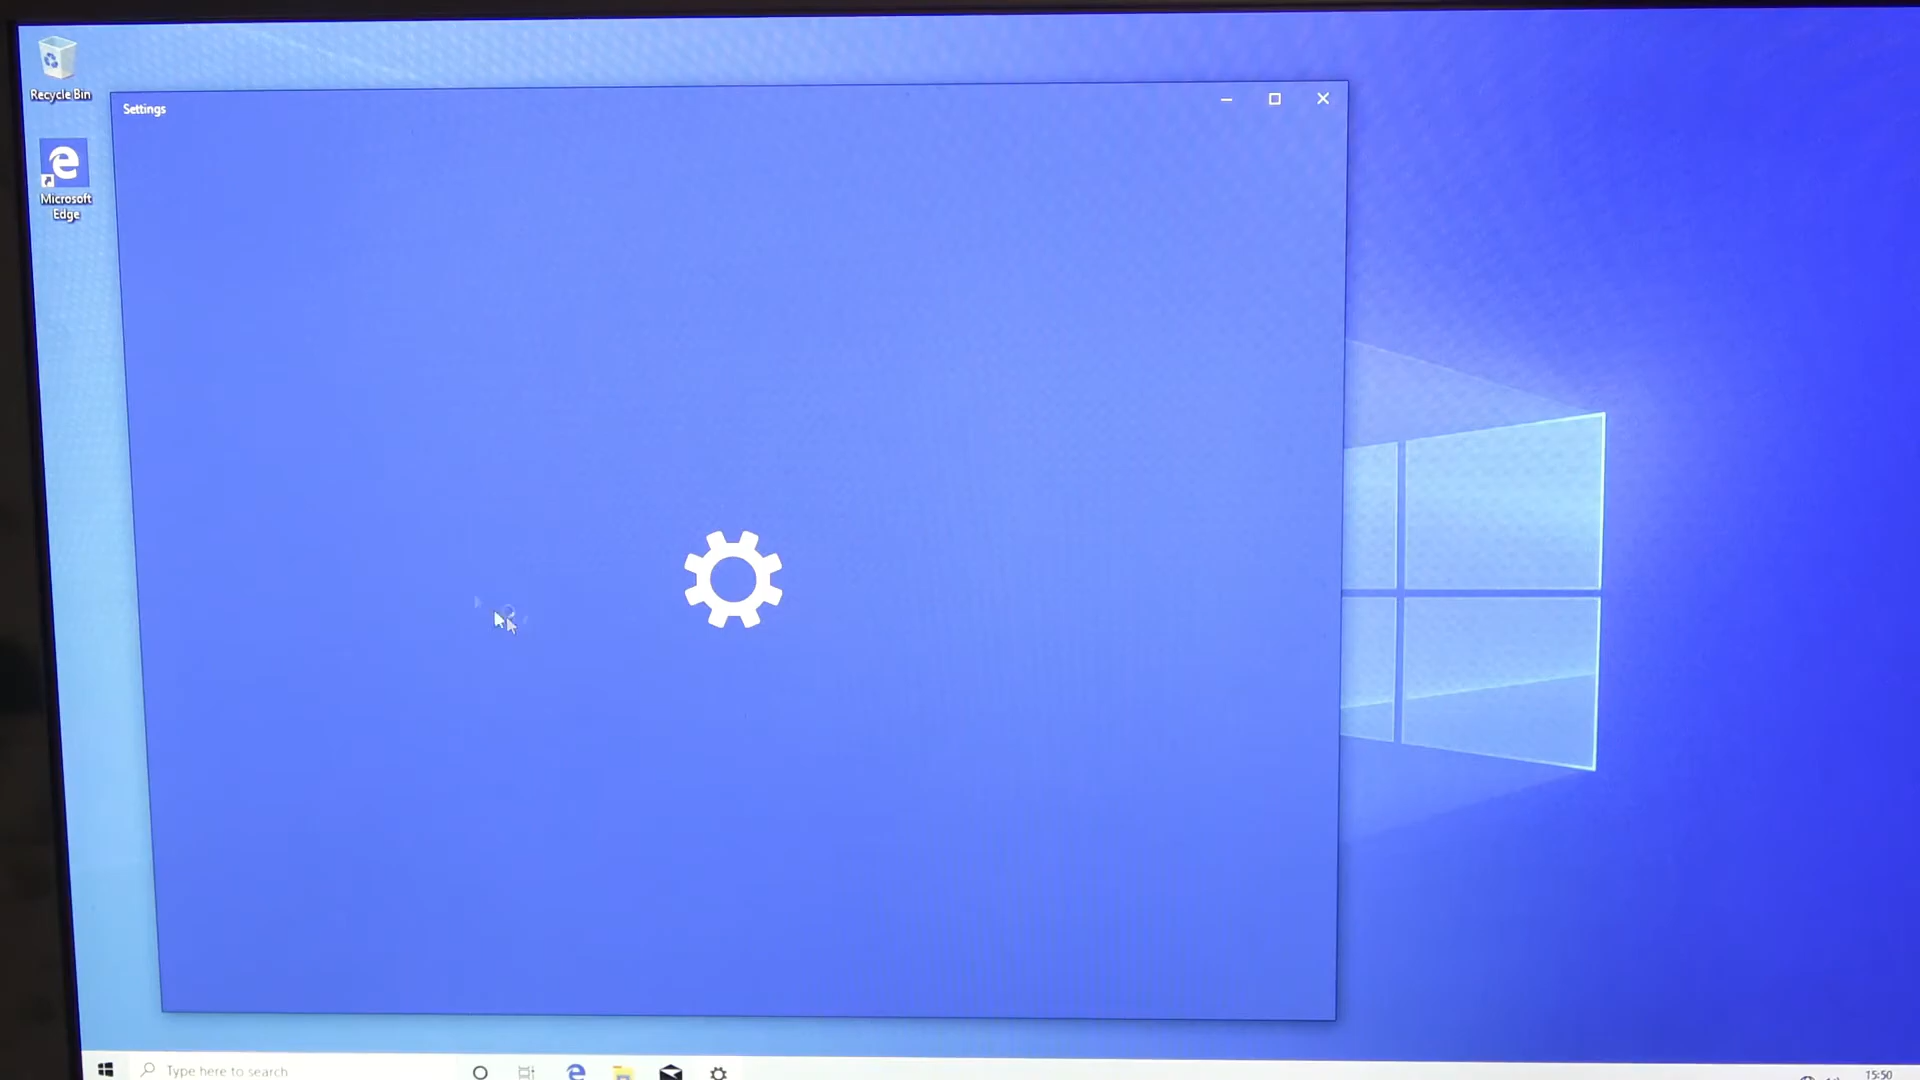 Recycle Bin
Settings
Microsoft
Edge
Type here to search
15:50